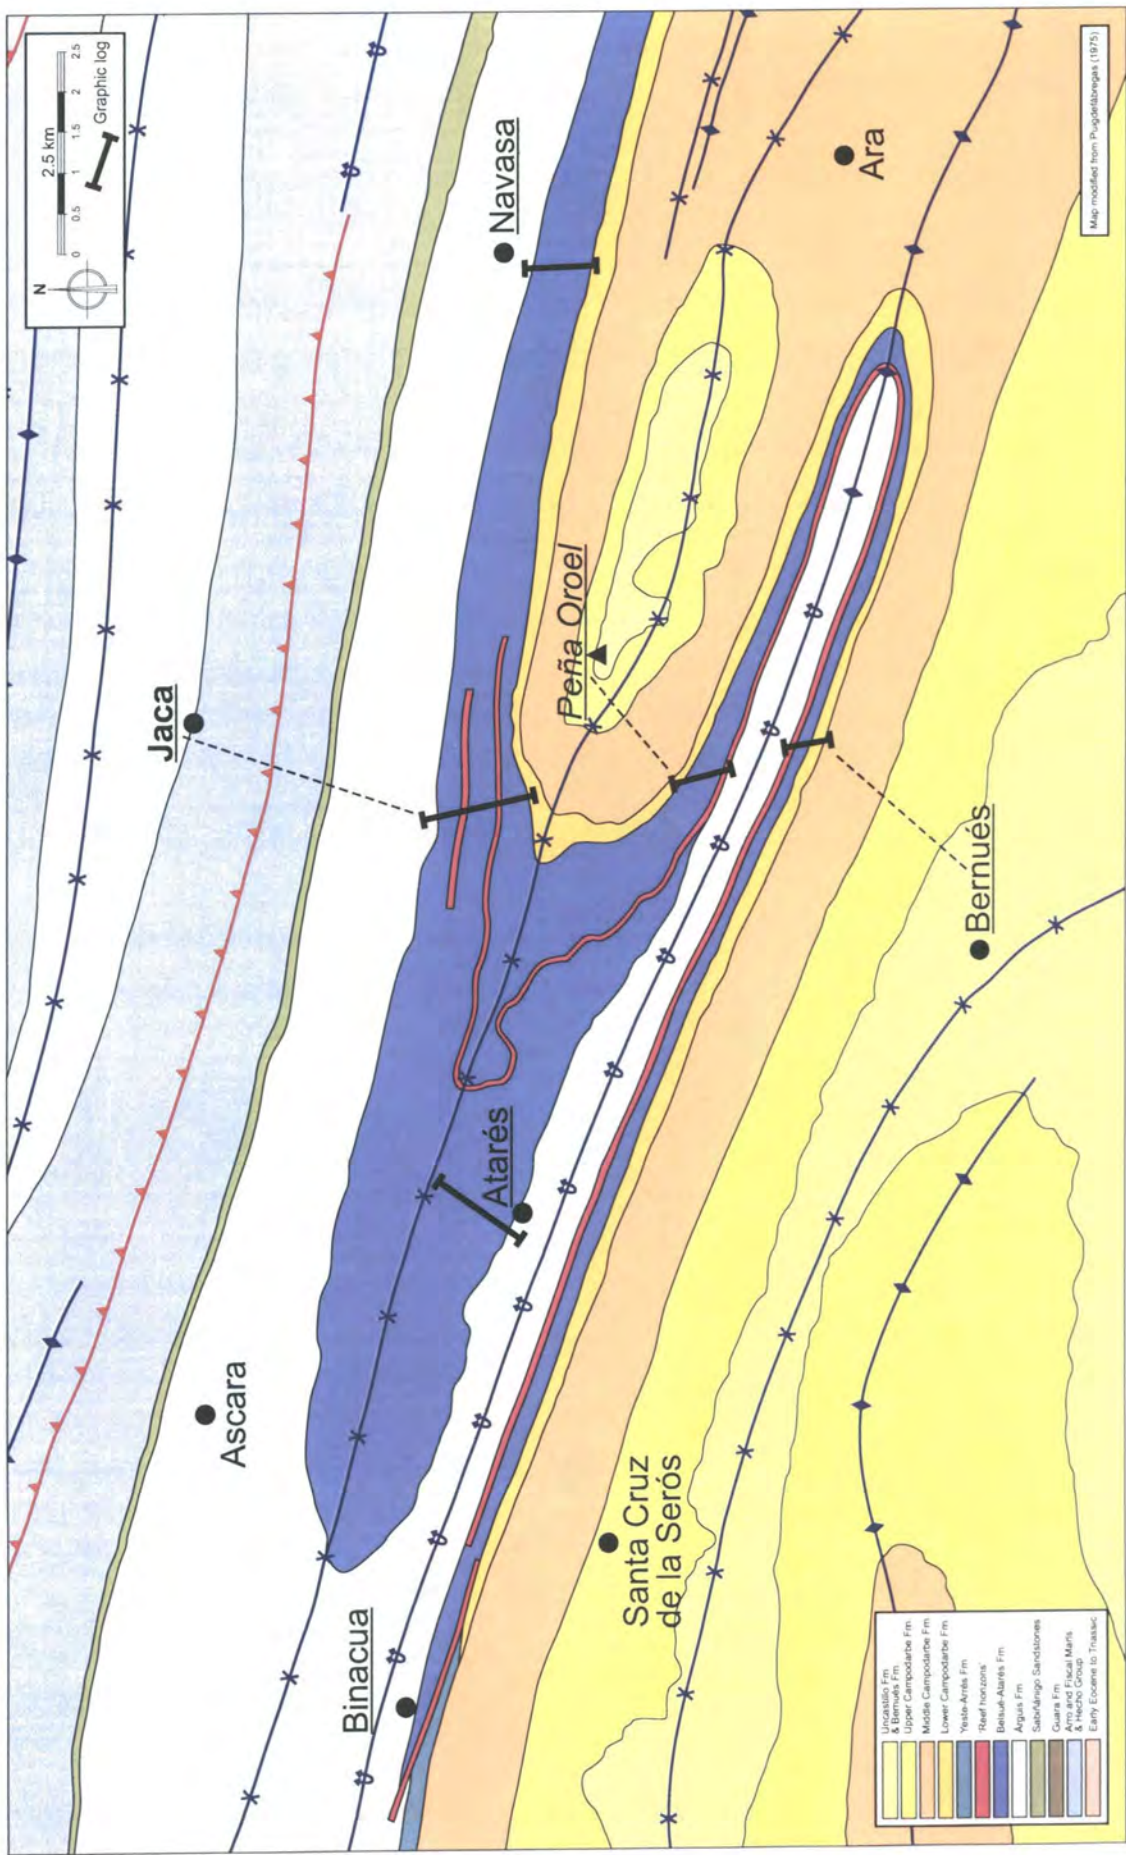 N
2.5 km
0 0.5 1 1.5 2 2.5
Graphic log
Jaca
Navasa
Ascara
Peña Oroel
Ara
Atarés
Binacua
Bernués
Santa Cruz
de la Serós
Uncastillo Fm
& Bernués Fm
Upper Campodarbe Fm
Middle Campodarbe Fm
Lower Campodarbe Fm
Yeste-Arrés Fm
'Reef horizons'
Belsué-Atarés Fm
Arguis Fm
Sabiñánigo Sandstones
Guara Fm
Arro and Fiscal Marls
& Hecho Group
Early Eocene to Triassic
Map modified from Puigdefàbregas (1975)